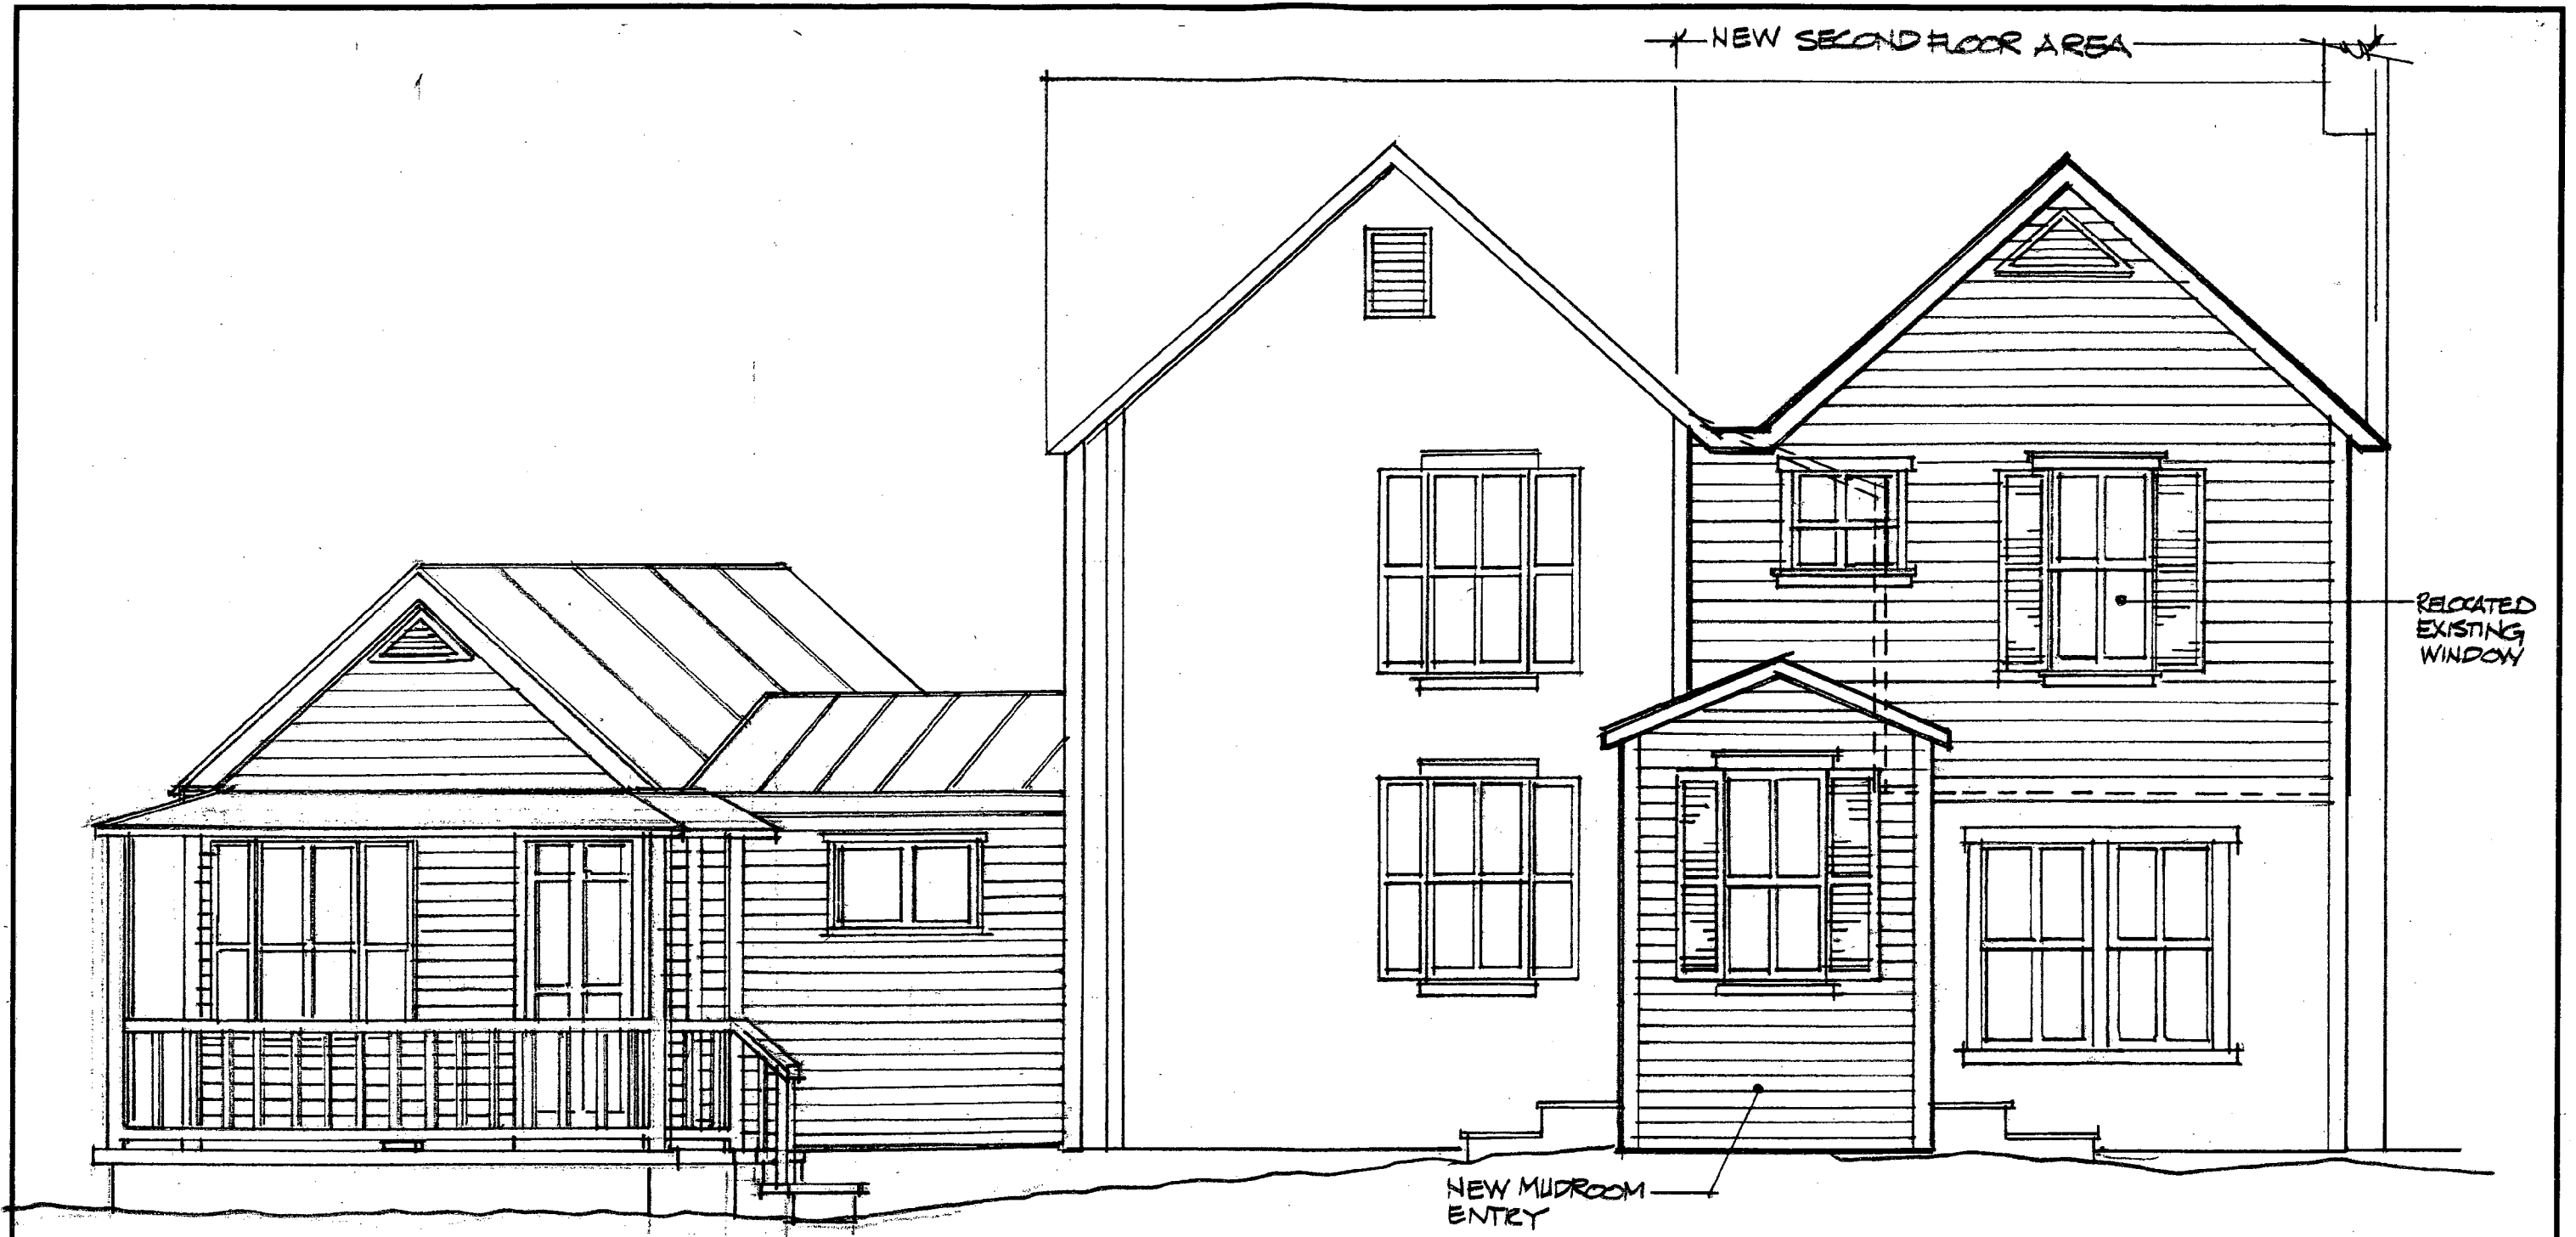 NEW SECOND FLOOR AREA
RELOCATED
EXISTING
WINDOW
NEW MUDROOM
ENTRY